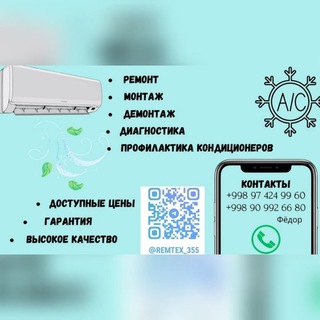 РЕМОНТ
МОНТАЖ
ДЕМОНТАЖ
ДИАГНОСТИКА
ПРОФИЛАКТИКА КОНДИЦИОНЕРОВ
A/C
ДОСТУПНЫЕ ЦЕНЫ
ГАРАНТИЯ
ВЫСОКОЕ КАЧЕСТВО
@REMTEX_355
КОНТАКТЫ
+998 97 424 99 60
+998 90 992 66 80
Фёдор